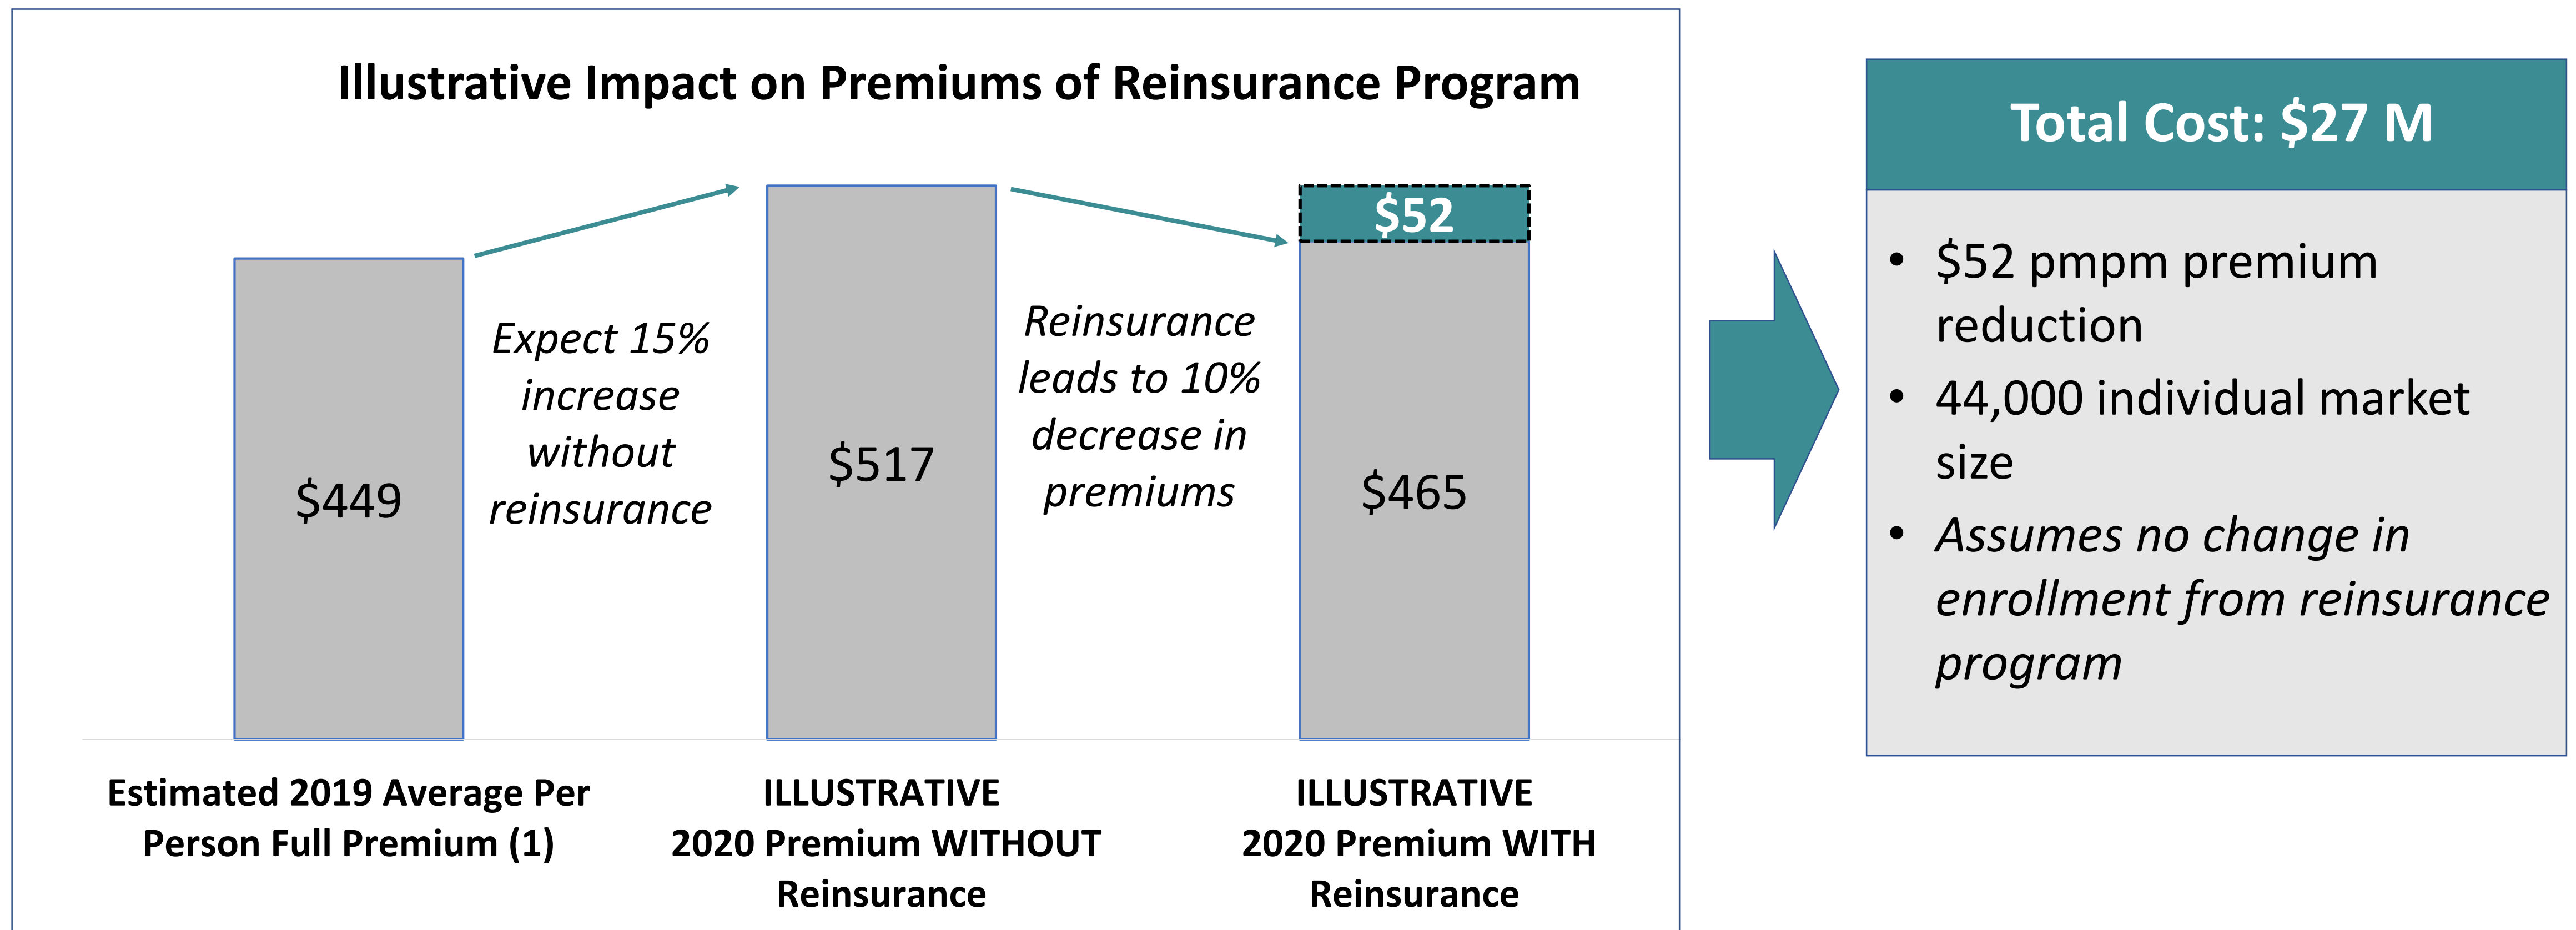 Illustrative Impact on Premiums of Reinsurance Program
$449
Expect 15%
increase
without
reinsurance
$517
Reinsurance
leads to 10%
decrease in
premiums
$52
$465
Estimated 2019 Average Per
Person Full Premium (1)
ILLUSTRATIVE
2020 Premium WITHOUT
Reinsurance
ILLUSTRATIVE
2020 Premium WITH
Reinsurance
Total Cost: $27 M
• $52 pmpm premium
reduction
• 44,000 individual market
size
• Assumes no change in
enrollment from reinsurance
program